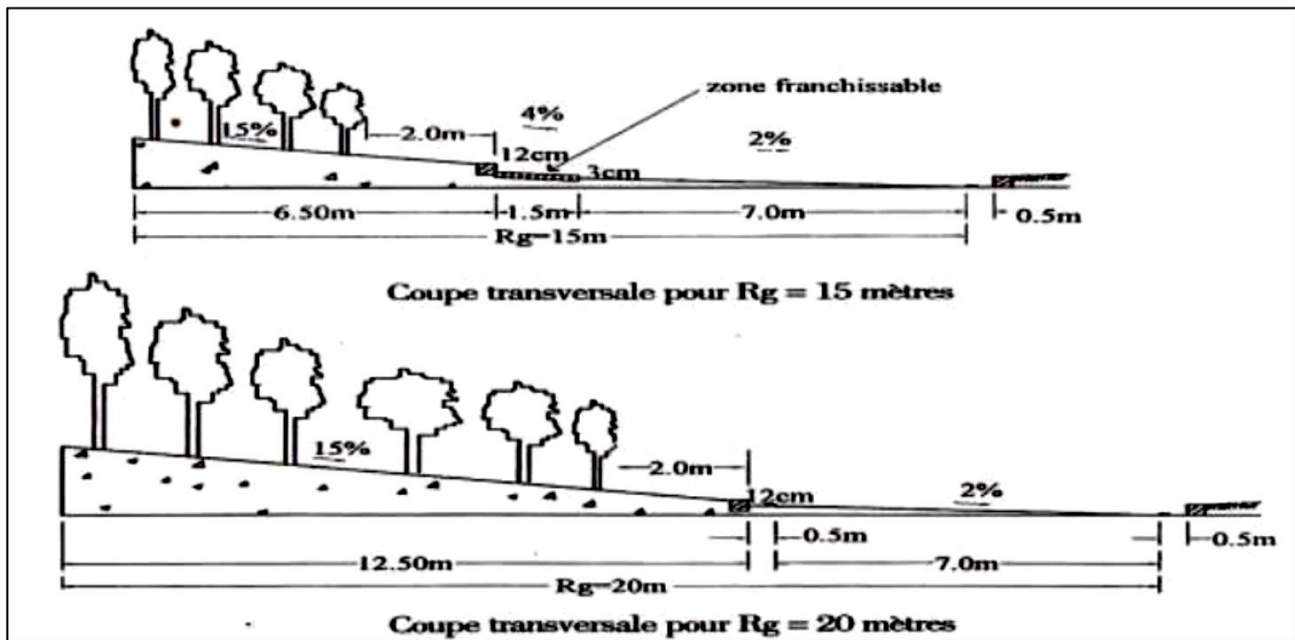 zone franchissable
4%
15%
2.0m
2%
12cm
3cm
6.50m
1.5m
7.0m
0.5m
Rg=15m
Coupe transversale pour Rg = 15 mètres
15%
2.0m
12cm
2%
0.5m
0.5m
12.50m
7.0m
Rg=20m
Coupe transversale pour Rg = 20 mètres